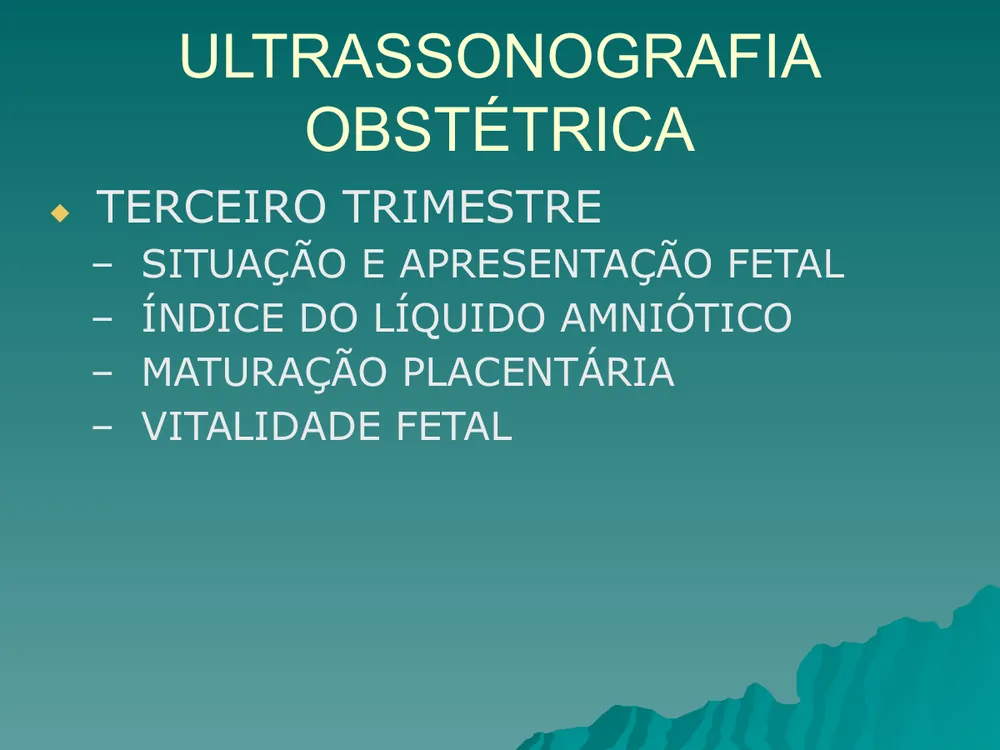 ULTRASSONOGRAFIA
OBSTÉTRICA
◆ TERCEIRO TRIMESTRE
– SITUAÇÃO E APRESENTAÇÃO FETAL
– ÍNDICE DO LÍQUIDO AMNIÓTICO
– MATURAÇÃO PLACENTÁRIA
– VITALIDADE FETAL